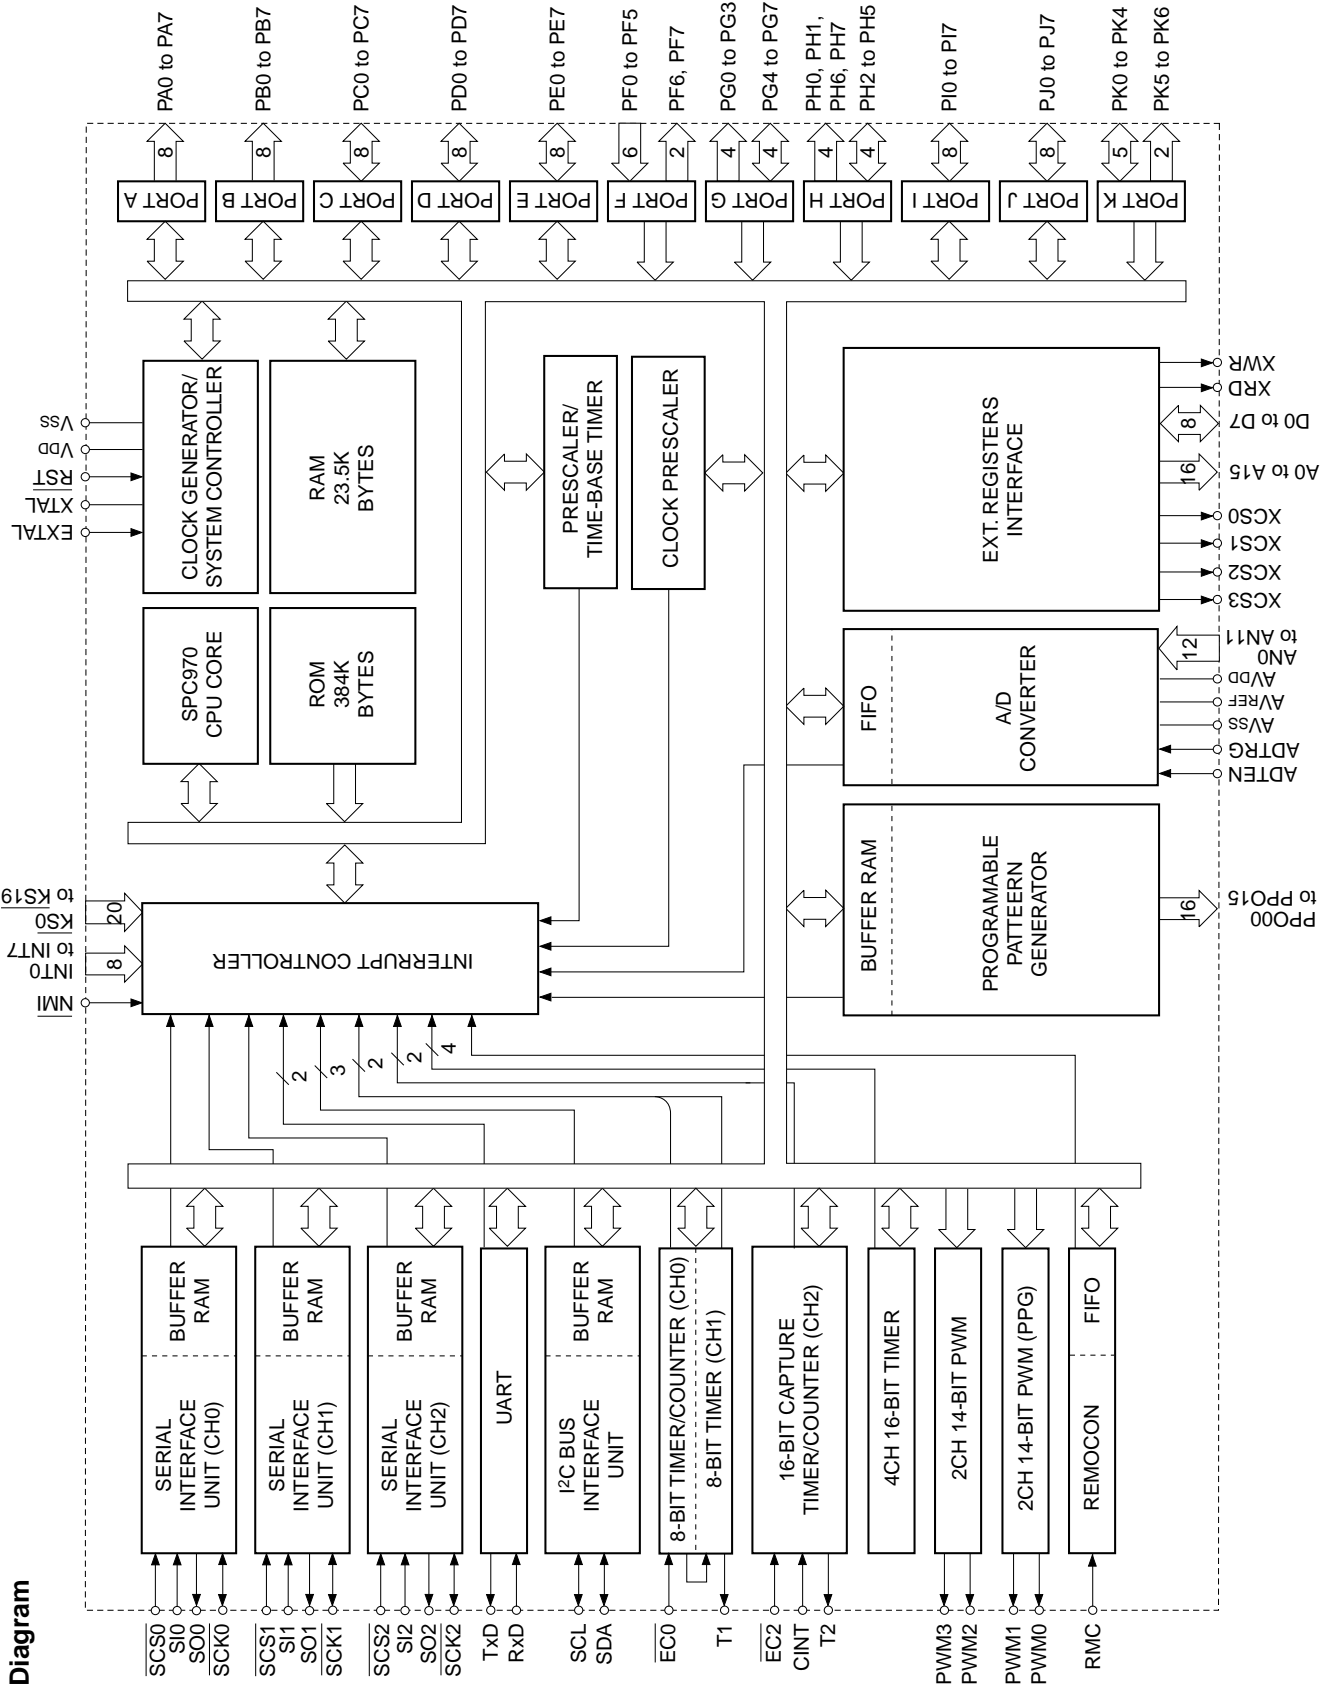 Diagram
PA0 to PA7
PB0 to PB7
PC0 to PC7
PD0 to PD7
PE0 to PE7
PF0 to PF5
PF6, PF7
PG0 to PG3
PG4 to PG7
PH0, PH1,
PH6, PH7
PH2 to PH5
PI0 to PI7
PJ0 to PJ7
PK0 to PK4
PK5 to PK6
8
8
8
8
8
6
2
4
4
4
4
8
8
5
2
PORT A
PORT B
PORT C
PORT D
PORT E
PORT F
PORT G
PORT H
PORT I
PORT J
PORT K
VSS
VDD
RST
XTAL
EXTAL
CLOCK GENERATOR/
SYSTEM CONTROLLER
RAM
23.5K
BYTES
SPC970
CPU CORE
ROM
384K
BYTES
PRESCALER/
TIME-BASE TIMER
CLOCK PRESCALER
EXT. REGISTERS
INTERFACE
XWR
XRD
D0 to D7
8
A0 to A15
16
XCS0
XCS1
XCS2
XCS3
FIFO
A/D
CONVERTER
AN0
to AN11
12
AVDD
AVREF
AVSS
ADTRG
ADTEN
BUFFER RAM
PROGRAMABLE
PATTEERN
GENERATOR
16
PPO00
to PPO15
KS0
to KS19
20
INT0
to INT7
8
NMI
INTERRUPT CONTROLLER
2
3
2
2
4
SERIAL
INTERFACE
UNIT (CH0)
BUFFER
RAM
SERIAL
INTERFACE
UNIT (CH1)
BUFFER
RAM
SERIAL
INTERFACE
UNIT (CH2)
BUFFER
RAM
UART
I²C BUS
INTERFACE
UNIT
BUFFER
RAM
8-BIT TIMER/COUNTER (CH0)
8-BIT TIMER (CH1)
16-BIT CAPTURE
TIMER/COUNTER (CH2)
4CH 16-BIT TIMER
2CH 14-BIT PWM
2CH 14-BIT PWM (PPG)
REMOCON
FIFO
SCS0
SI0
SO0
SCK0
SCS1
SI1
SO1
SCK1
SCS2
SI2
SO2
SCK2
TxD
RxD
SCL
SDA
EC0
T1
EC2
CINT
T2
PWM3
PWM2
PWM1
PWM0
RMC